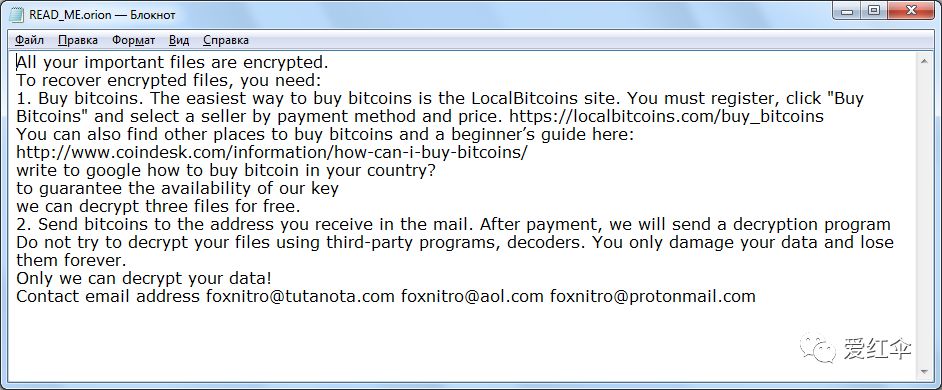 READ_ME.orion — Блокнот
Файл Правка Формат Вид Справка
All your important files are encrypted.
To recover encrypted files, you need:
1. Buy bitcoins. The easiest way to buy bitcoins is the LocalBitcoins site. You must register, click "Buy
Bitcoins" and select a seller by payment method and price. https://localbitcoins.com/buy_bitcoins
You can also find other places to buy bitcoins and a beginner’s guide here:
http://www.coindesk.com/information/how-can-i-buy-bitcoins/
write to google how to buy bitcoin in your country?
to guarantee the availability of our key
we can decrypt three files for free.
2. Send bitcoins to the address you receive in the mail. After payment, we will send a decryption program
Do not try to decrypt your files using third-party programs, decoders. You only damage your data and lose
them forever.
Only we can decrypt your data!
Contact email address foxnitro@tutanota.com foxnitro@aol.com foxnitro@protonmail.com
爱红伞